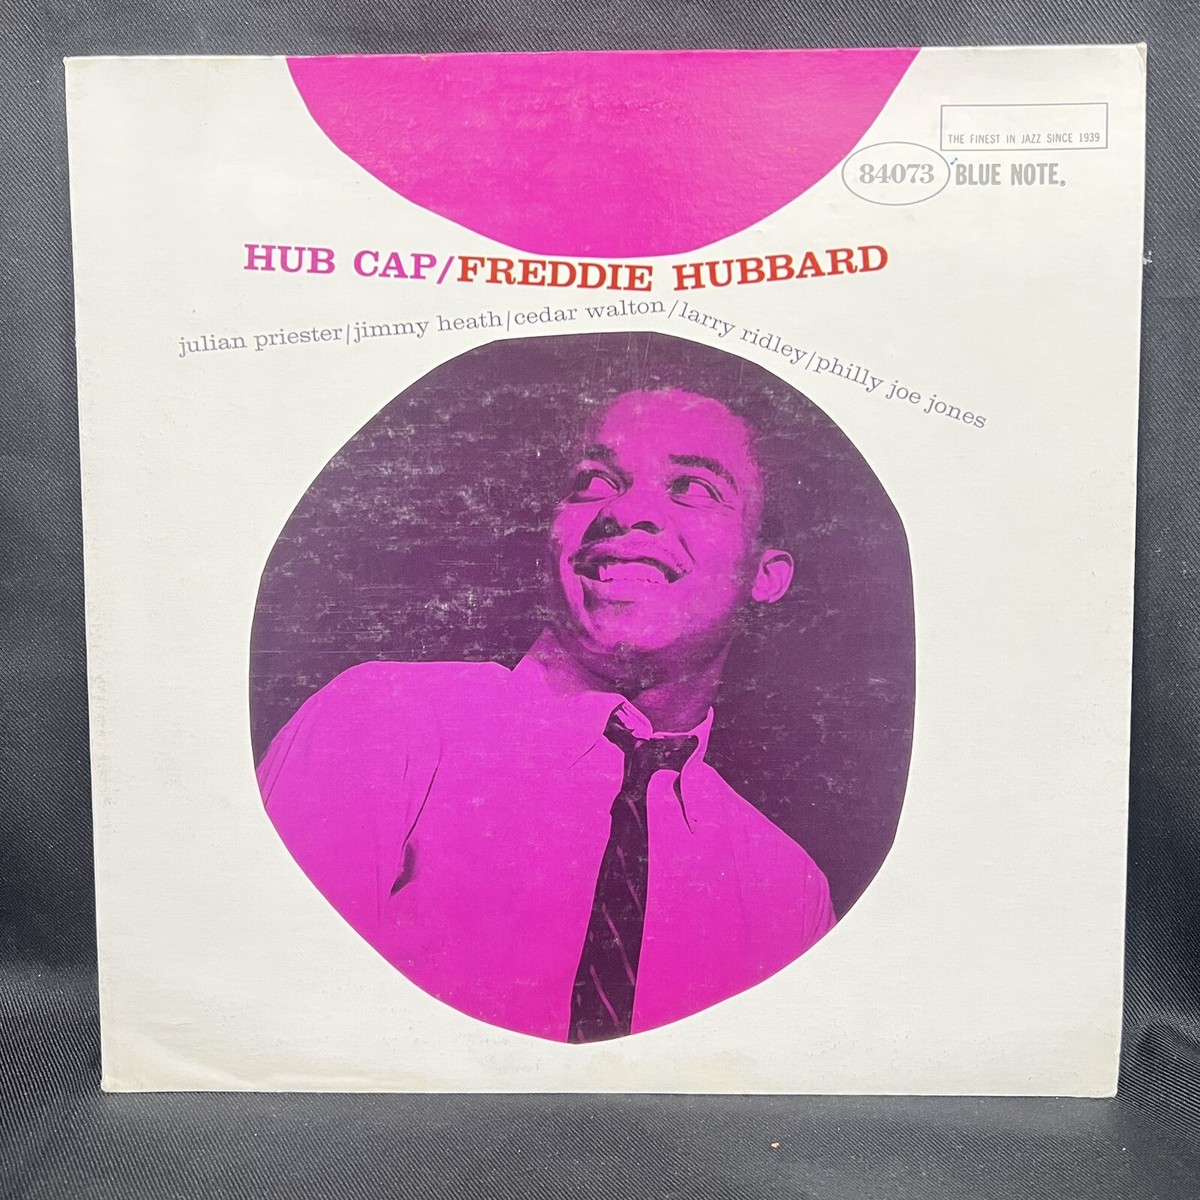 THE FINEST IN JAZZ SINCE 1939
84073 BLUE NOTE.
HUB CAP/FREDDIE HUBBARD
julian priester/jimmy heath/cedar walton/larry ridley/philly joe jones